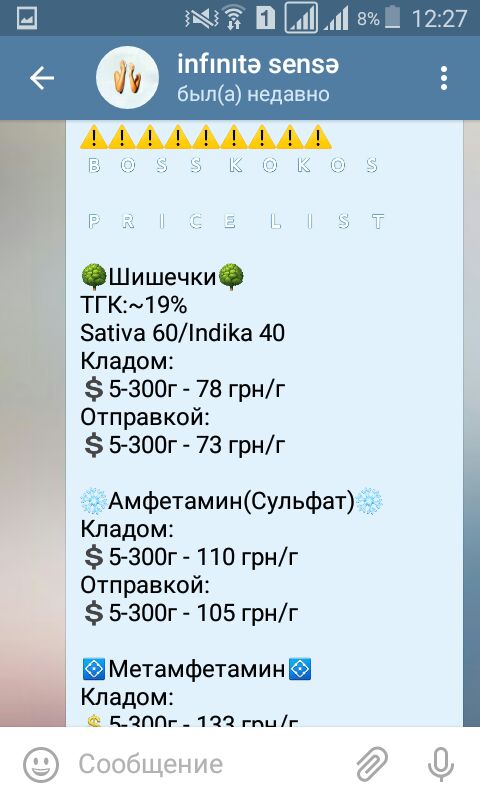 8% 12:27
infınıtə sensə
был(а) недавно
B O S S K O K O S
P R I C E L I S T
Шишечки
ТГК:~19%
Sativa 60/Indika 40
Кладом:
5-300г - 78 грн/г
Отправкой:
5-300г - 73 грн/г
Амфетамин(Сульфат)
Кладом:
5-300г - 110 грн/г
Отправкой:
5-300г - 105 грн/г
Метамфетамин
Кладом:
5-300г - 133 грн/г
Сообщение